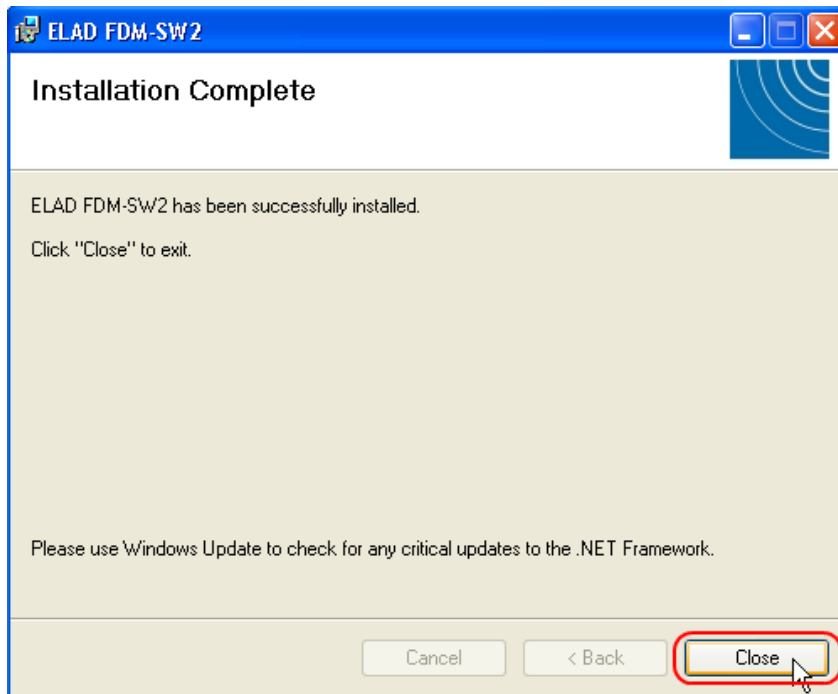 ELAD FDM-SW2
Installation Complete
ELAD FDM-SW2 has been successfully installed.
Click "Close" to exit.
Please use Windows Update to check for any critical updates to the .NET Framework.
Cancel < Back Close